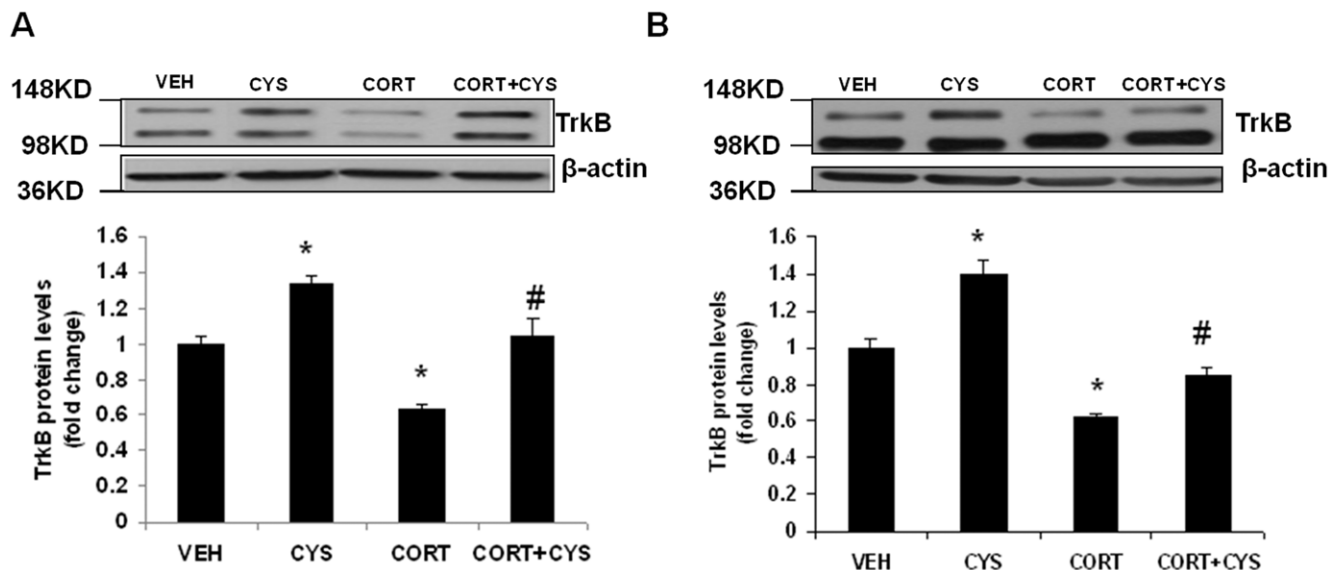 A
VEH CYS CORT CORT+CYS
148KD
TrkB
98KD
β-actin
36KD
1.6
1.4
1.2
1
0.8
0.6
0.4
0.2
0
TrkB protein levels
(fold change)
*
*
#
VEH CYS CORT CORT+CYS
B
VEH CYS CORT CORT+CYS
148KD
TrkB
98KD
β-actin
36KD
1.6
1.4
1.2
1
0.8
0.6
0.4
0.2
0
TrkB protein levels
(fold change)
*
*
#
VEH CYS CORT CORT+CYS